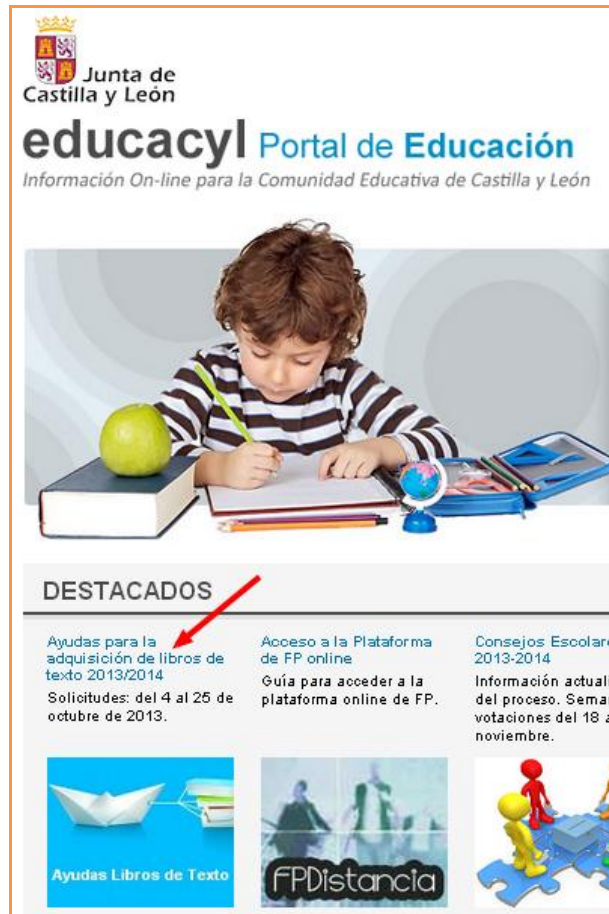 Junta de
Castilla y León
educacyl Portal de Educación
Información On-line para la Comunidad Educativa de Castilla y León
DESTACADOS
Ayudas para la
adquisición de libros de
texto 2013/2014
Solicitudes: del 4 al 25 de
octubre de 2013.
Ayudas Libros de Texto
Acceso a la Plataforma
de FP online
Guía para acceder a la
plataforma online de FP.
FPDistancia
Consejos Escolare
2013-2014
Información actuali
del proceso. Sema
votaciones del 18 a
noviembre.